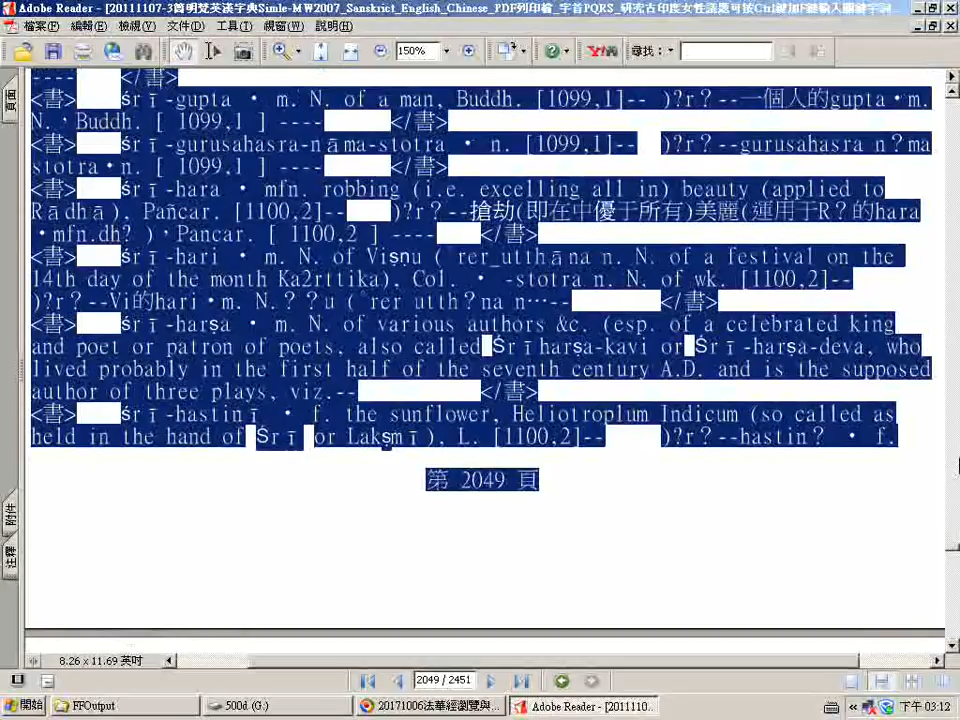 Adobe Reader - [20111107-3簡明梵英漢字典Simle-MW2007_Sanskrict_English_Chinese_PDF列印檔_字首PQRS_研究古印度女性議題可按Ctrl鍵加F鍵輸入關鍵字詞
檔案(F) 編輯(E) 檢視(V) 文件(D) 工具(T) 視窗(W) 說明(H)
150% 尋找:
頁面
---- </書>
<書> śrī-gupta · m. N. of a man, Buddh. [1099,1]-- )?r?--一個人的gupta·m.
N.·Buddh. [ 1099,1 ] ---- </書>
<書> śrī-gurusahasra-nāma-stotra · n. [1099,1]-- )?r?--gurusahasra n?ma
stotra·n. [ 1099,1 ] ---- </書>
<書> śrī-hara · mfn. robbing (i.e. excelling all in) beauty (applied to
Rādhā), Pañcar. [1100,2]-- )?r?--搶劫(即在中優于所有)美麗(運用于R?的hara
·mfn.dh? )·Pancar. [ 1100,2 ] ---- </書>
<書> śrī-hari · m. N. of Viṣṇu ( rer_utthāna n. N. of a festival on the
14th day of the month Ka2rttika), Col. · -stotra n. N. of wk. [1100,2]--
)?r?--Vi的hari·m. N.??u (°rer utth?na n…-- </書>
<書> śrī-harṣa · m. N. of various authors &c. (esp. of a celebrated king
and poet or patron of poets, also called Śrīharṣa-kavi or Śrī-harṣa-deva, who
lived probably in the first half of the seventh century A.D. and is the supposed
author of three plays, viz.-- </書>
<書> śrī-hastinī · f. the sunflower, Heliotroplum Indicum (so called as
held in the hand of Śrī or Lakṣmī), L. [1100,2]-- )?r?--hastin? · f.
第 2049 頁
附件
注釋
8.26 x 11.69 英吋
2049 / 2451
開始 FFOutput 500d (G:) 20171006法華經瀏覽與... Adobe Reader - [2011110... 下午 03:12